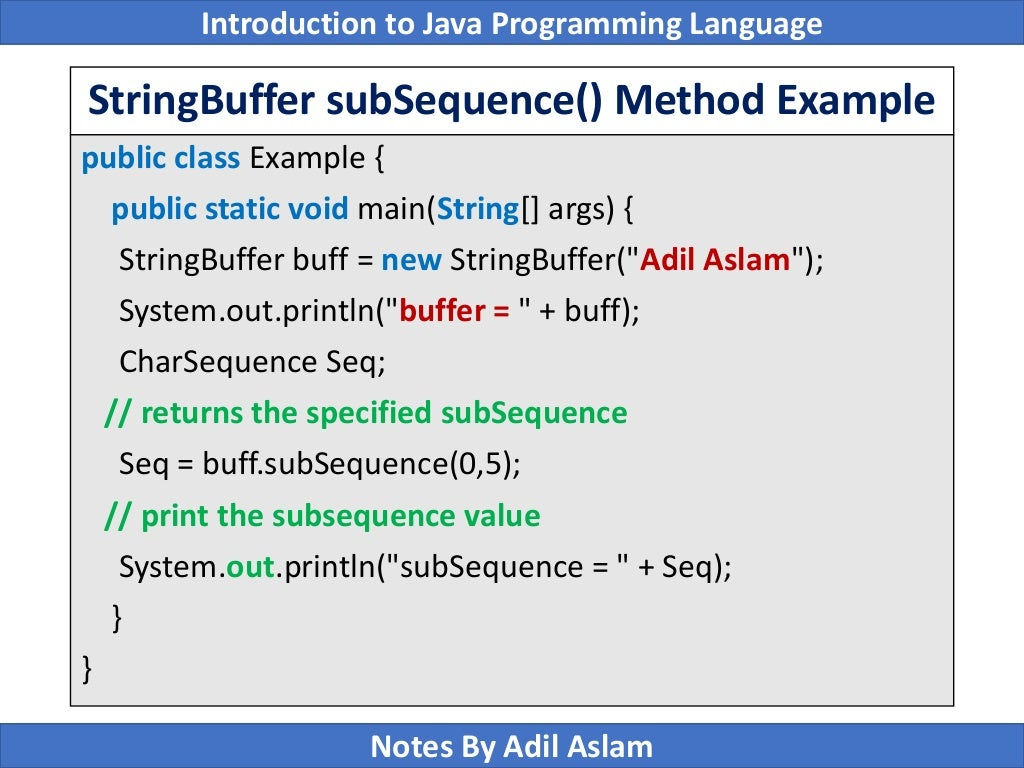 Introduction to Java Programming Language
StringBuffer subSequence() Method Example
public class Example {
public static void main(String[] args) {
StringBuffer buff = new StringBuffer("Adil Aslam");
System.out.println("buffer = " + buff);
CharSequence Seq;
// returns the specified subSequence
Seq = buff.subSequence(0,5);
// print the subsequence value
System.out.println("subSequence = " + Seq);
}
}
Notes By Adil Aslam